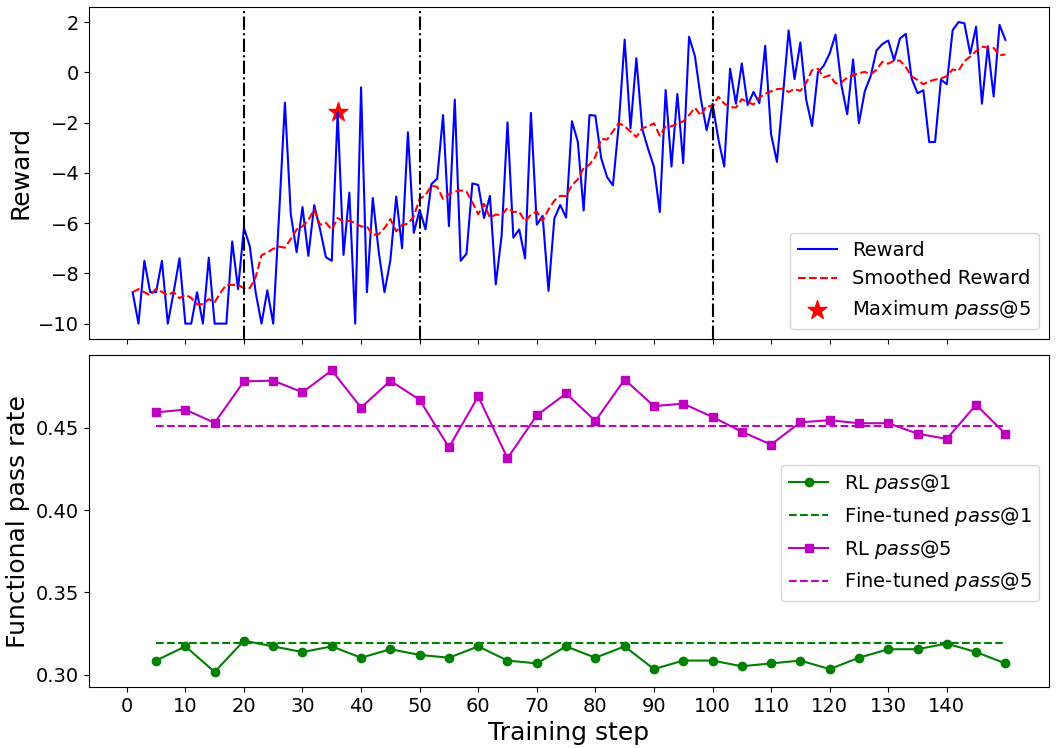 2
0
−2
−4
−6
−8
−10
Reward
Reward
Smoothed Reward
Maximum pass@5
0.45
0.40
0.35
0.30
Functional pass rate
RL pass@1
Fine-tuned pass@1
RL pass@5
Fine-tuned pass@5
0 10 20 30 40 50 60 70 80 90 100 110 120 130 140
Training step